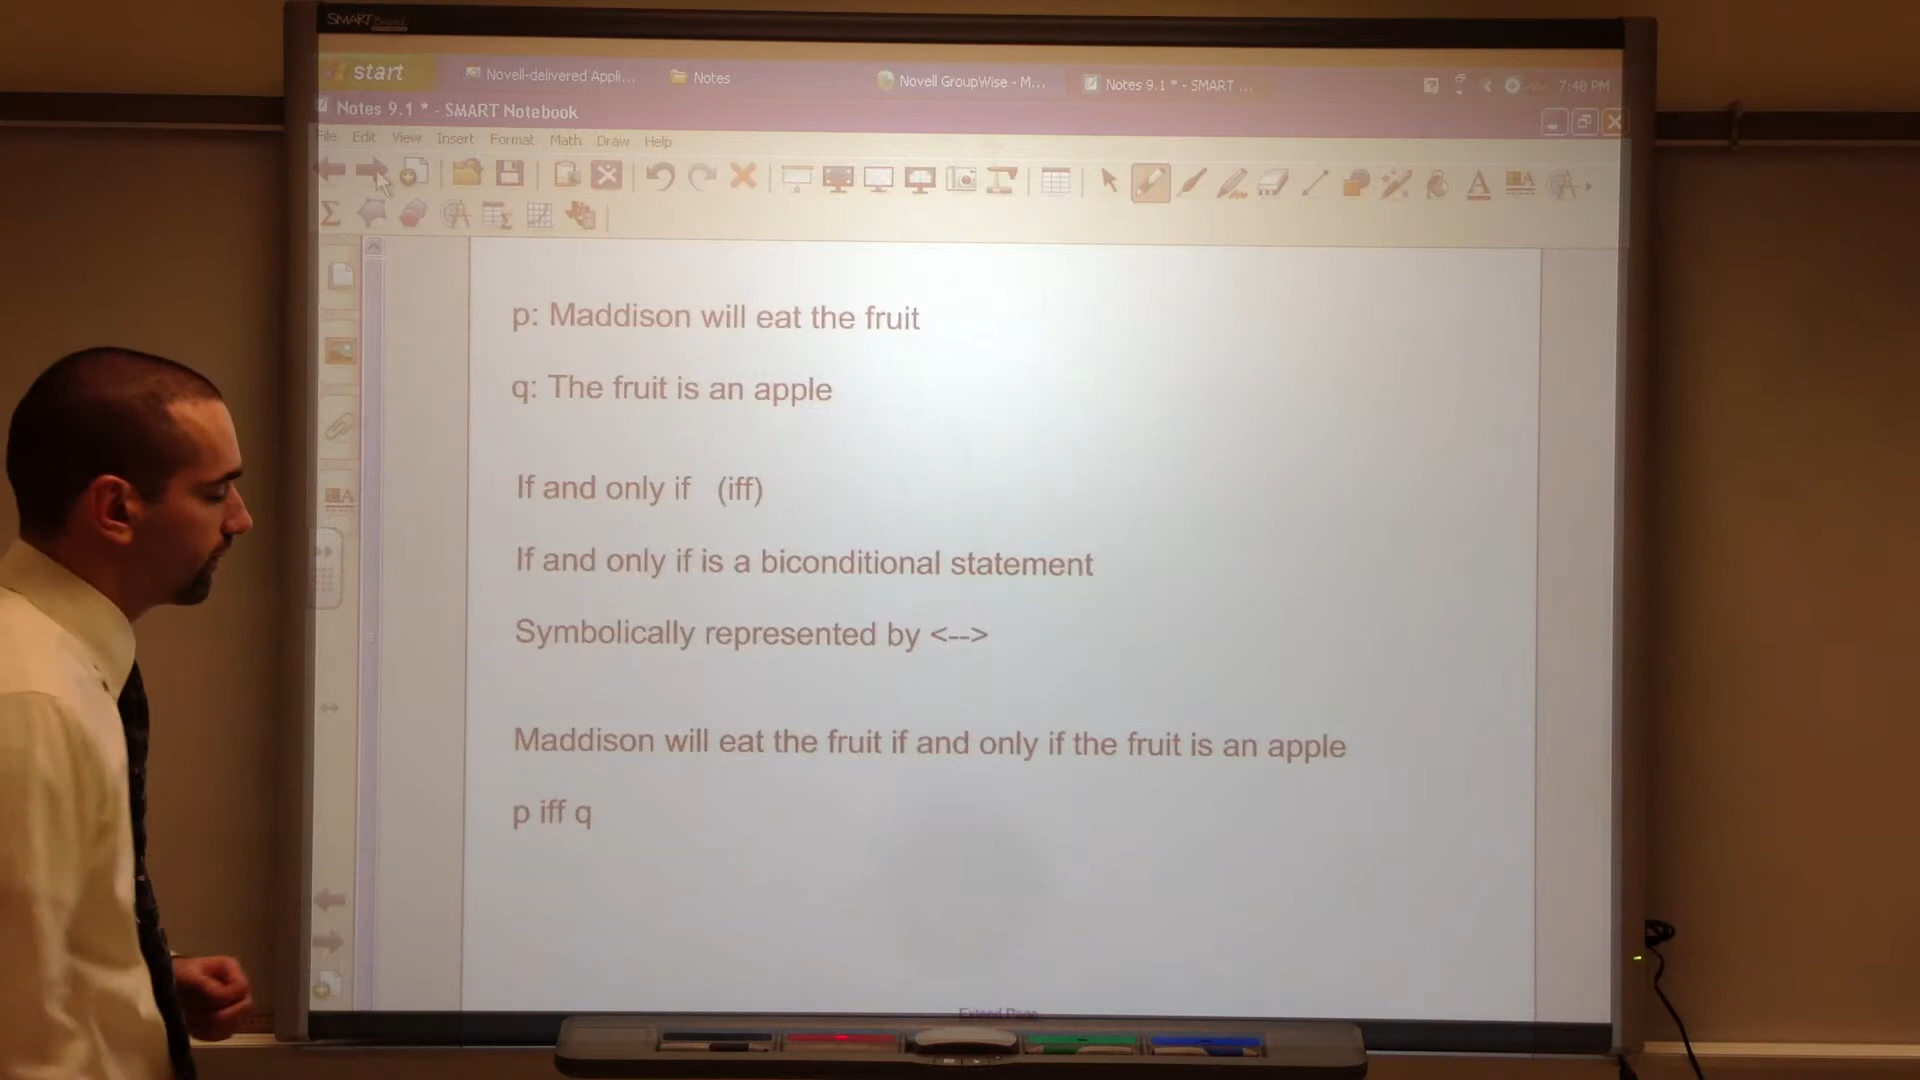 SMART Board
start
Novell-delivered Appli...
Notes
Novell GroupWise - M...
Notes 9.1 * - SMART ...
7:48 PM
Notes 9.1 * - SMART Notebook
File Edit View Insert Format Math Draw Help
p: Maddison will eat the fruit
q: The fruit is an apple
If and only if (iff)
If and only if is a biconditional statement
Symbolically represented by <-->
Maddison will eat the fruit if and only if the fruit is an apple
p iff q
Extend Page